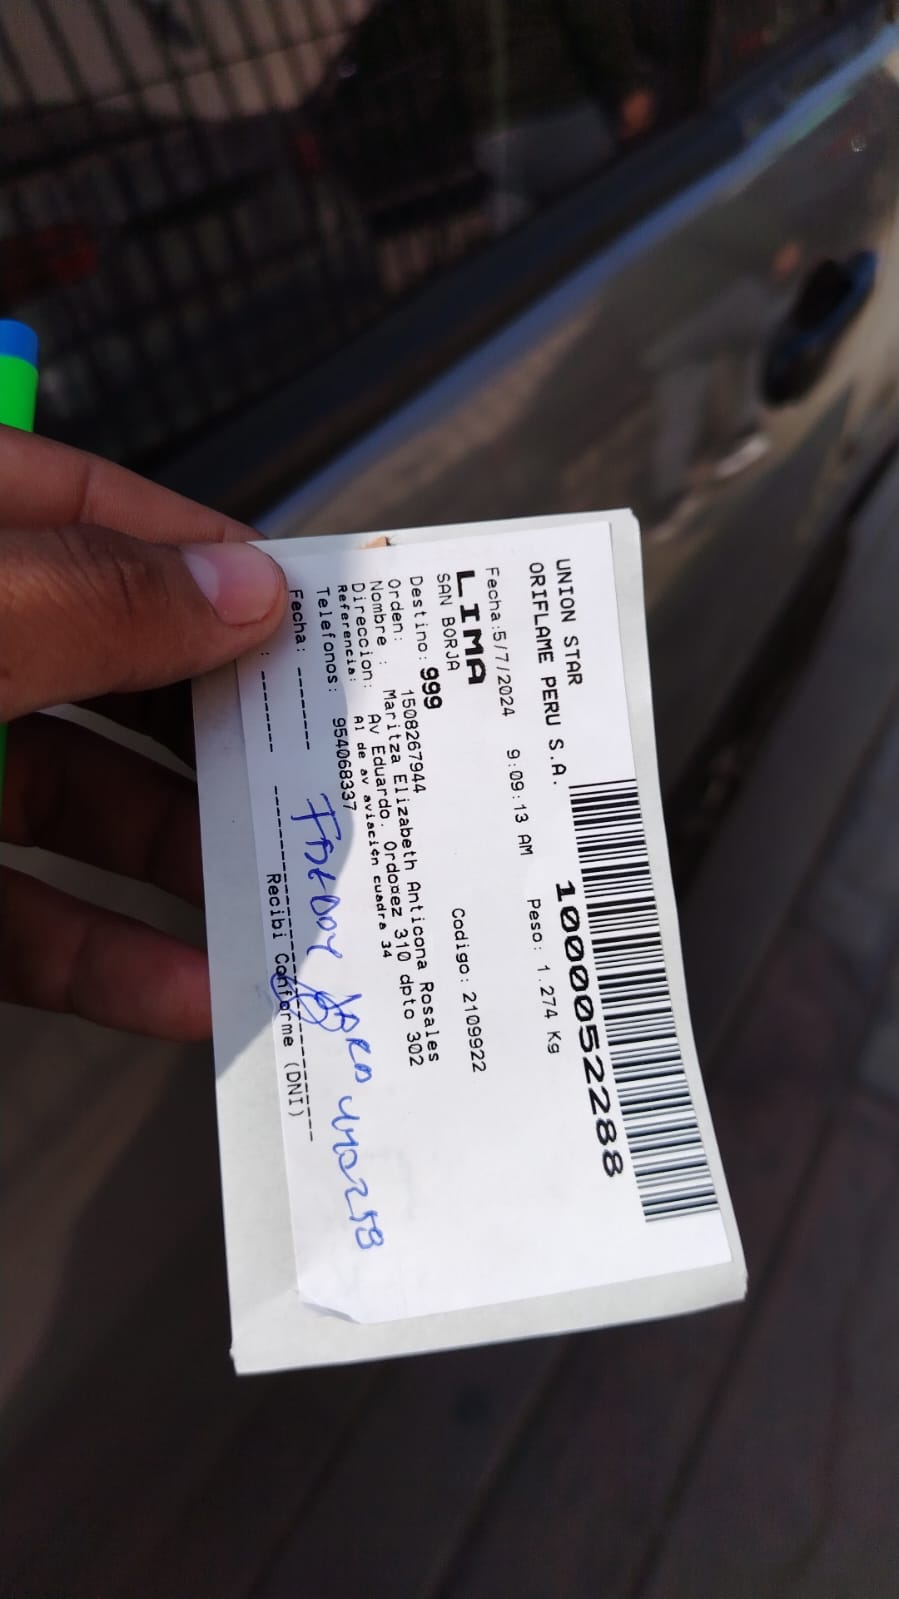 UNION STAR
ORIFLAME PERU S.A.
1000052288
Fecha:5/7/2024 9:09:13 AM Peso: 1.274 Kg
LIMA
SAN BORJA Codigo: 2109922
Destino: 999
Orden: 1508267944
Nombre : Maritza Elizabeth Anticona Rosales
Direccion: Av Eduardo. Ordoñez 310 dpto 302
Referencia: Al de av aviación cuadra 34
Telefonos: 954068337
Fecha:
Recibi Conforme (DNI)